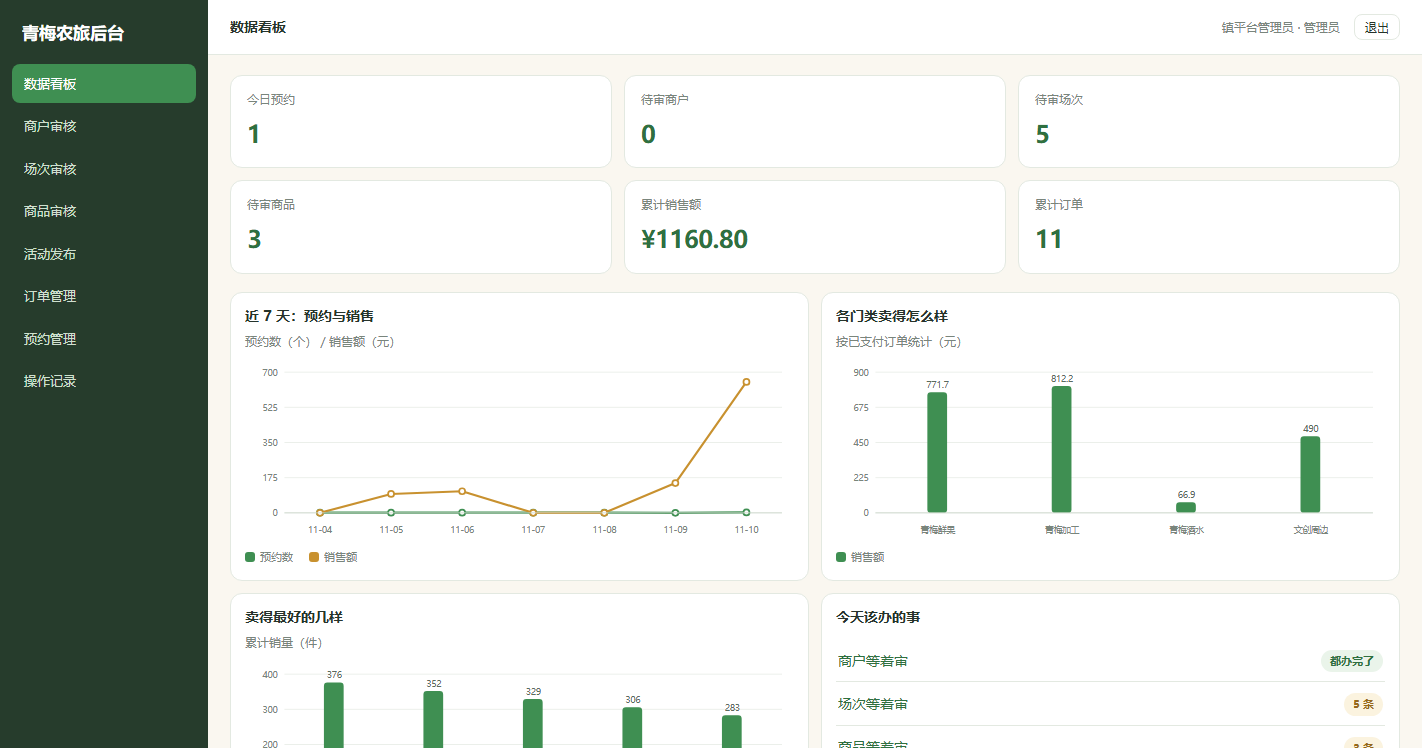 青梅农旅后台
数据看板
商户审核
场次审核
商品审核
活动发布
订单管理
预约管理
操作记录
数据看板
镇平台管理员 · 管理员
退出
今日预约
1
待审商户
0
待审场次
5
待审商品
3
累计销售额
¥1160.80
累计订单
11
近 7 天：预约与销售
预约数（个） / 销售额（元）
700
525
350
175
0
11-04 11-05 11-06 11-07 11-08 11-09 11-10
预约数 销售额
各门类卖得怎么样
按已支付订单统计（元）
900
675
450
225
0
771.7 812.2 66.9 490
青梅鲜果 青梅加工 青梅酒水 文创周边
销售额
卖得最好的几样
累计销量（件）
400
300
200
376 352 329 306 283
今天该办的事
商户等着审 都办完了
场次等着审 5 条
商品等着审 3 条